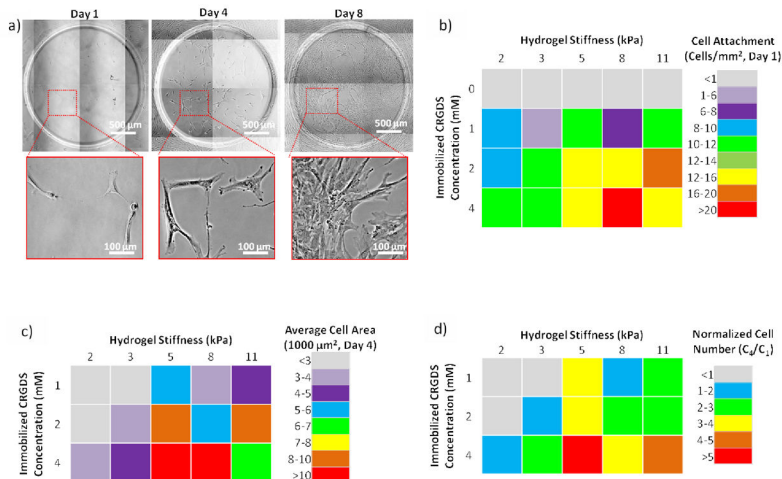 a)
Day 1
Day 4
Day 8
500 µm
500 µm
500 µm
100 µm
100 µm
100 µm
b)
Hydrogel Stiffness (kPa)
2 3 5 8 11
Immobilized CRGDS
Concentration (mM)
0
1
2
4
Cell Attachment
(Cells/mm², Day 1)
<1
1-6
6-8
8-10
10-12
12-14
12-16
16-20
>20
c)
Hydrogel Stiffness (kPa)
2 3 5 8 11
Immobilized CRGDS
Concentration (mM)
1
2
4
Average Cell Area
(1000 µm², Day 4)
<3
3-4
4-5
5-6
6-7
7-8
8-10
>10
d)
Hydrogel Stiffness (kPa)
2 3 5 8 11
Immobilized CRGDS
Concentration (mM)
1
2
4
Normalized Cell
Number (C₄/C₁)
<1
1-2
2-3
3-4
4-5
>5